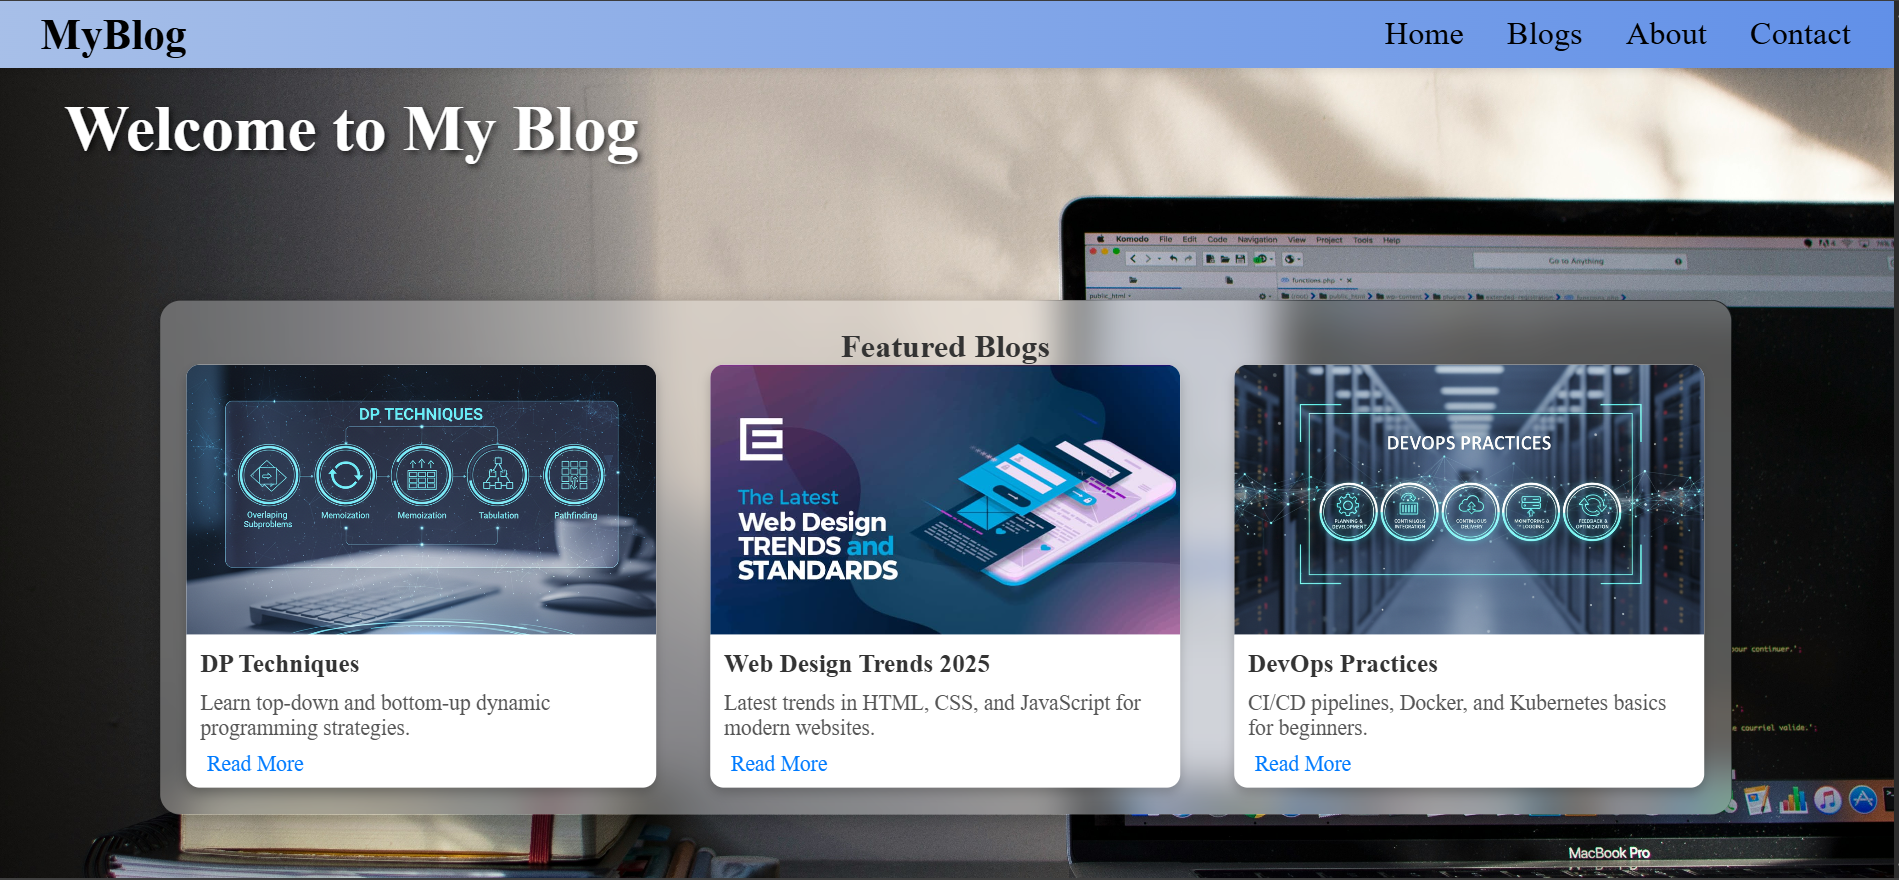 MyBlog
Home Blogs About Contact
Welcome to My Blog
Komodo File Edit Code Navigation View Project Tools Help
Go to Anything
functions.php
public_html
Featured Blogs
DP TECHNIQUES
Overlaping
Subproblems
Memoization
Memoization
Tabulation
Pathfinding
DP Techniques
Learn top-down and bottom-up dynamic
programming strategies.
Read More
The Latest
Web Design
TRENDS and
STANDARDS
Web Design Trends 2025
Latest trends in HTML, CSS, and JavaScript for
modern websites.
Read More
DEVOPS PRACTICES
PLANNING &
DEVELOPMENT
CONTINUOUS
INTEGRATION
CONTINUOUS
DELIVERY
MONITORING &
LOGGING
FEEDBACK &
OPTIMIZATION
DevOps Practices
CI/CD pipelines, Docker, and Kubernetes basics
for beginners.
Read More
pour continuer.';
e courriel valide.';
MacBook Pro